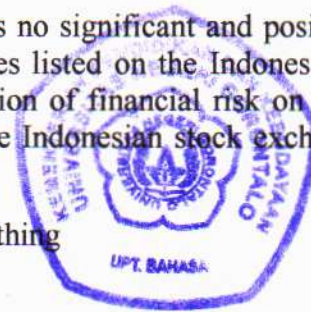 s no significant and posi
es listed on the Indones
ion of financial risk on
e Indonesian stock exch
thing
UPT. BAHASA